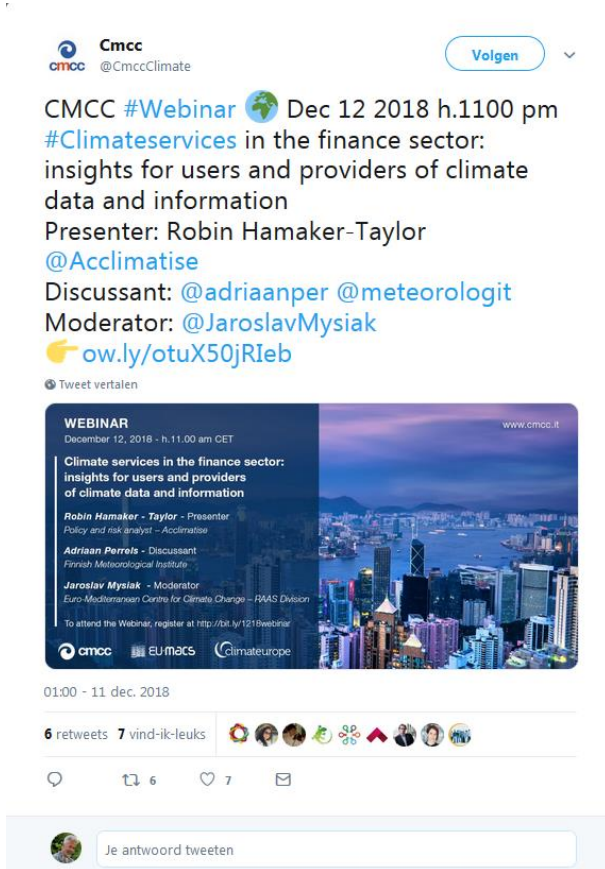 Cmcc
@CmccClimate
Volgen
CMCC #Webinar 🌍 Dec 12 2018 h.1100 pm
#Climateservices in the finance sector:
insights for users and providers of climate
data and information
Presenter: Robin Hamaker-Taylor
@Acclimatise
Discussant: @adriaanper @meteorologit
Moderator: @JaroslavMysiak
👉 ow.ly/otuX50jRIeb
Tweet vertalen
WEBINAR
December 12, 2018 - h.11.00 am CET
Climate services in the finance sector:
insights for users and providers
of climate data and information
Robin Hamaker - Taylor - Presenter
Policy and risk analyst – Acclimatise
Adriaan Perrels - Discussant
Finnish Meteorological Institute
Jaroslav Mysiak - Moderator
Euro-Mediterranean Centre for Climate Change – RAAS Division
To attend the Webinar, register at http://bit.ly/1218webinar
cmcc EU-MACS climateurope
www.cmcc.it
01:00 - 11 dec. 2018
6 retweets 7 vind-ik-leuks
6 7
Je antwoord tweeten